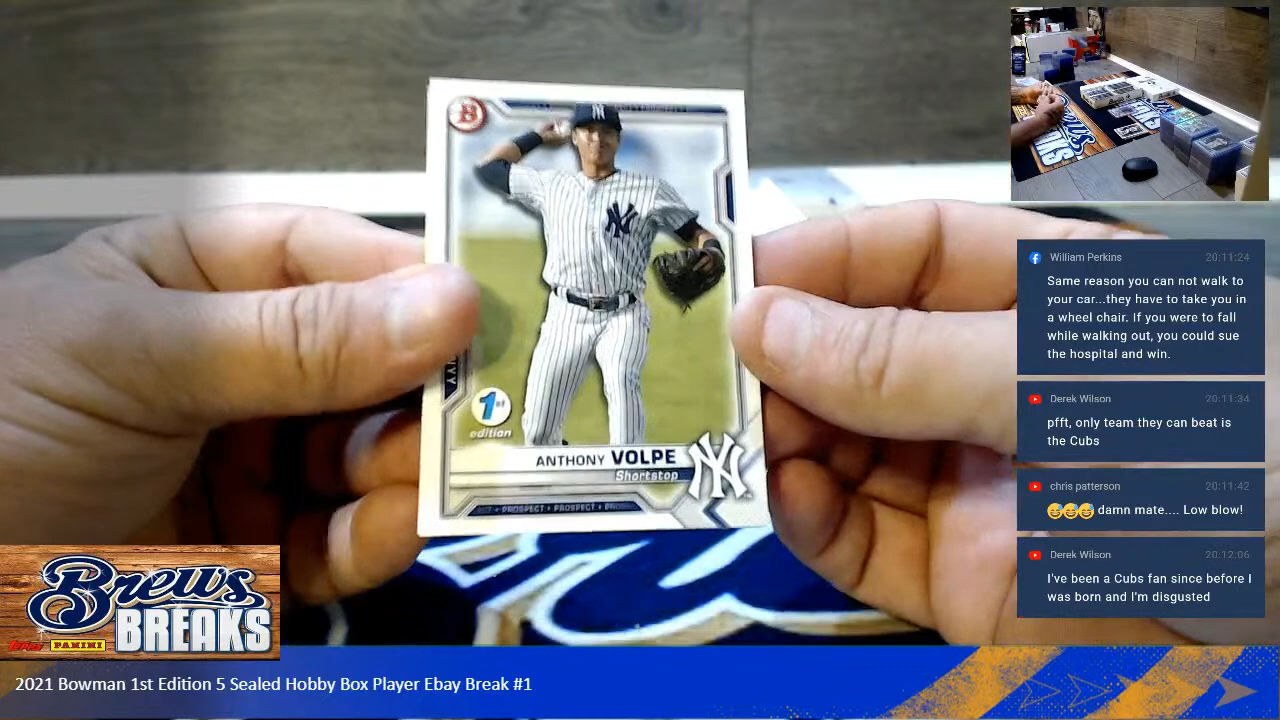 B
NY
NY
1st
edition
ANTHONY VOLPE
Shortstop
NY
PROSPECT • PROSPECT •
BREWS
William Perkins 20:11:24
Same reason you can not walk to
your car...they have to take you in
a wheel chair. If you were to fall
while walking out, you could sue
the hospital and win.
Derek Wilson 20:11:34
pfft, only team they can beat is
the Cubs
chris patterson 20:11:42
😅😅😅 damn mate.... Low blow!
Derek Wilson 20:12:06
I've been a Cubs fan since before I
was born and I'm disgusted
Brews
BREAKS
Topps PANINI
2021 Bowman 1st Edition 5 Sealed Hobby Box Player Ebay Break #1